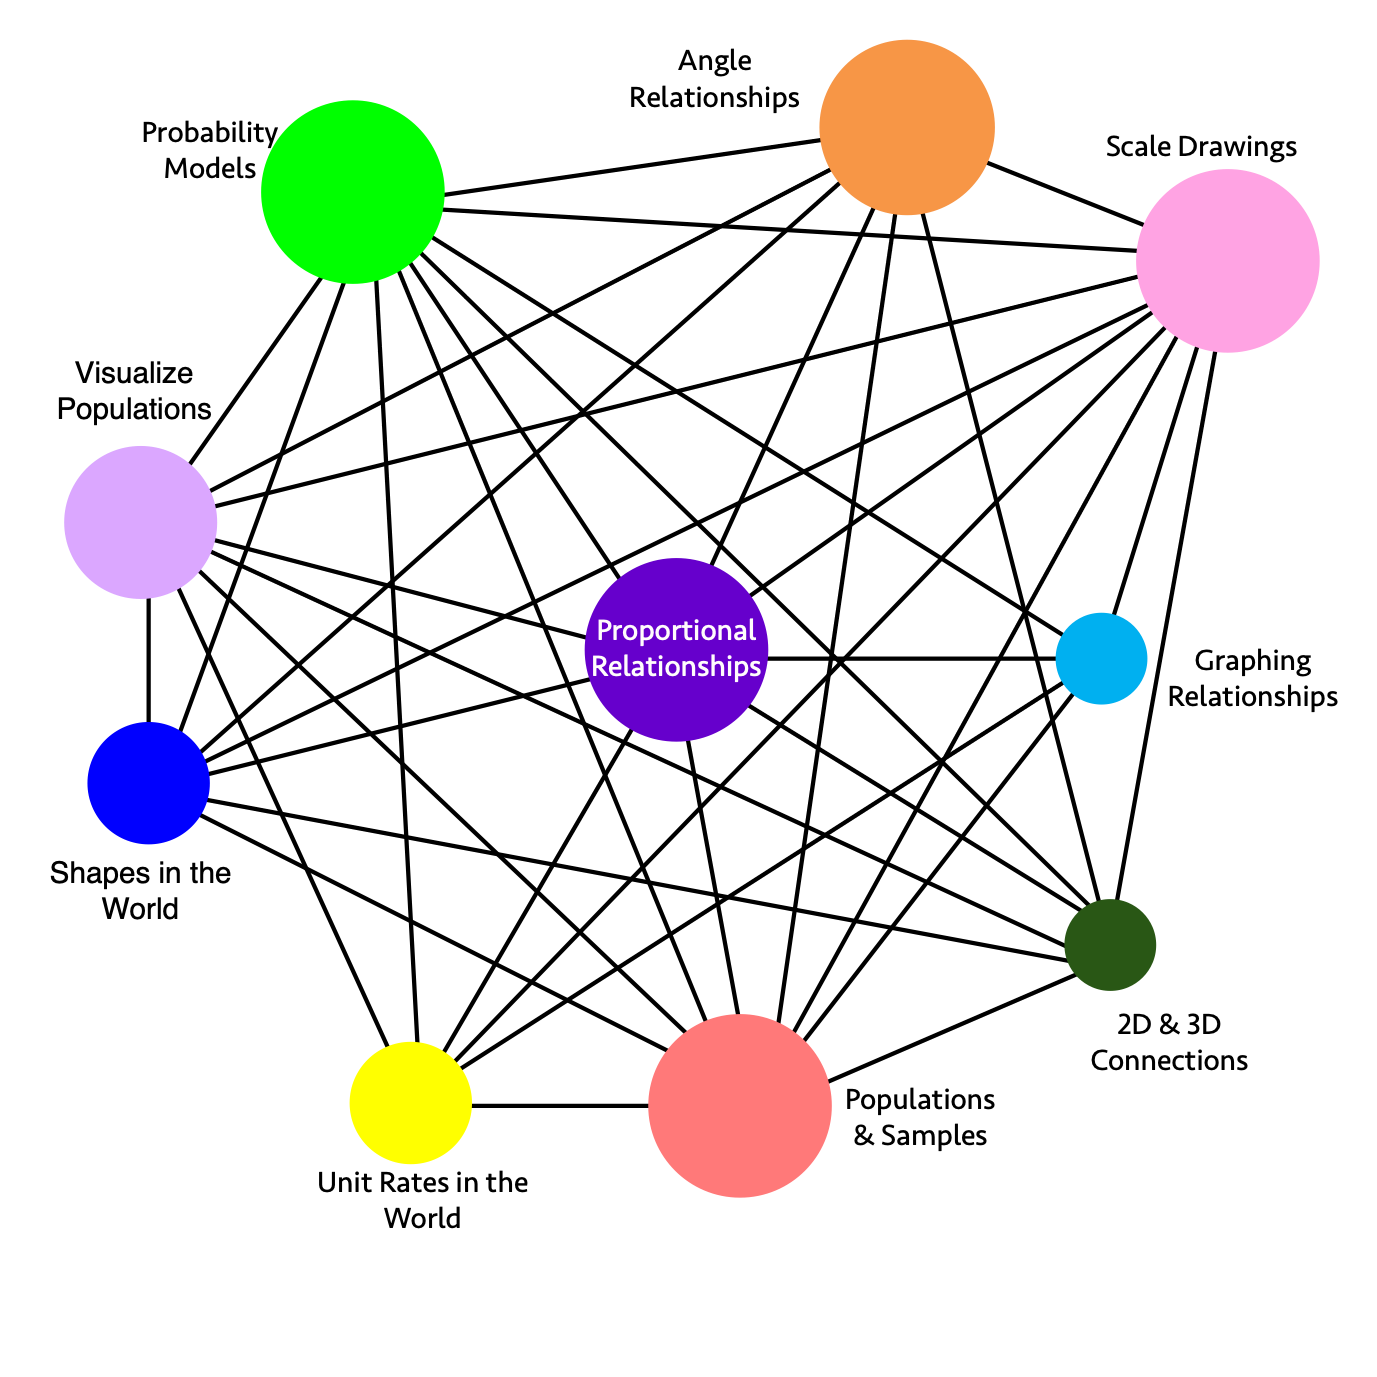 Angle
Relationships
Probability
Models
Scale Drawings
Visualize
Populations
Proportional
Relationships
Graphing
Relationships
Shapes in the
World
2D & 3D
Connections
Populations
& Samples
Unit Rates in the
World